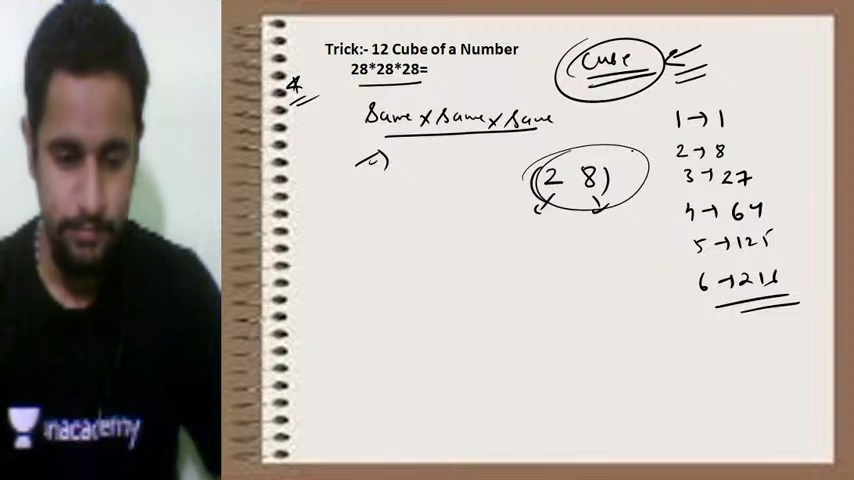 Trick:- 12 Cube of a Number
28*28*28=
Cube
Same x Same x Same
(2 8)
1 → 1
2 → 8
3 → 27
4 → 64
5 → 125
6 → 216
unacademy